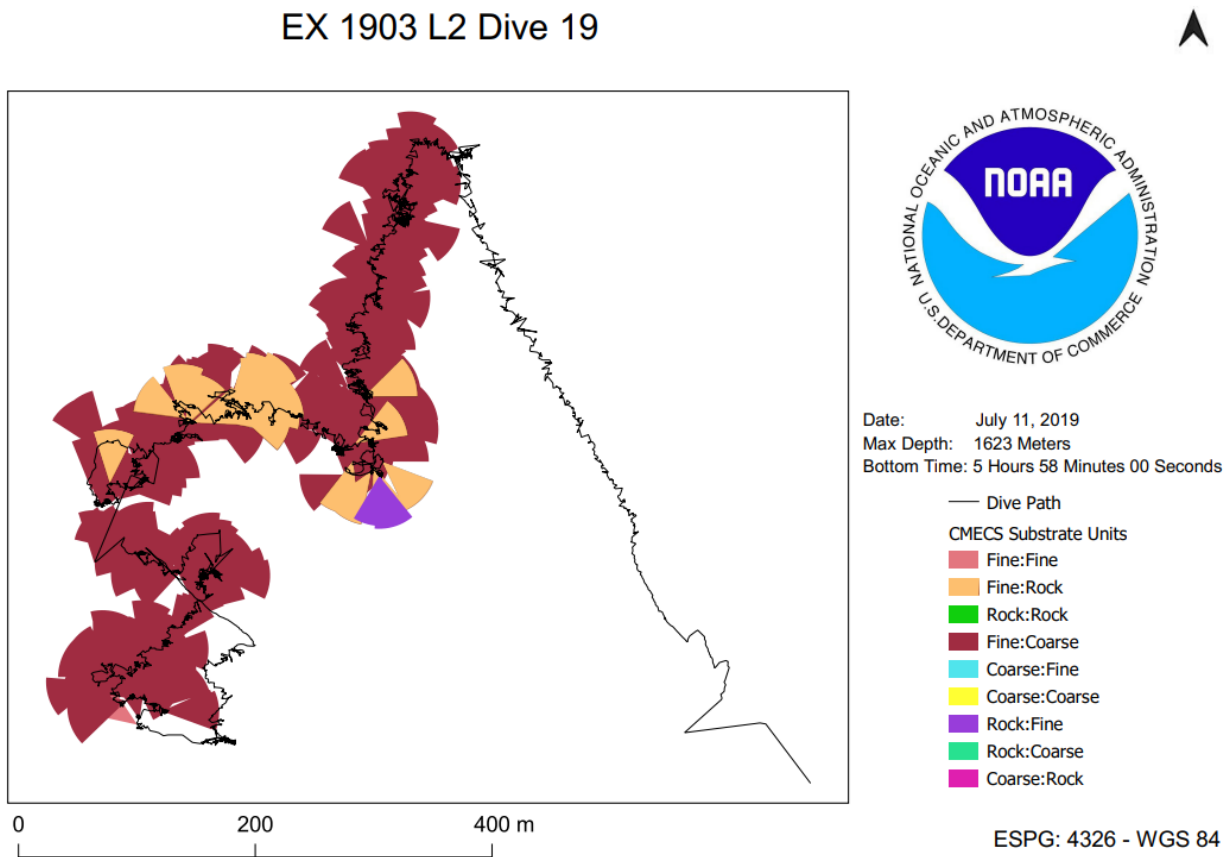 EX 1903 L2 Dive 19
NATIONAL OCEANIC AND ATMOSPHERIC ADMINISTRATION
U.S.DEPARTMENT OF COMMERCE
NOAA
Date: July 11, 2019
Max Depth: 1623 Meters
Bottom Time: 5 Hours 58 Minutes 00 Seconds
Dive Path
CMECS Substrate Units
Fine:Fine
Fine:Rock
Rock:Rock
Fine:Coarse
Coarse:Fine
Coarse:Coarse
Rock:Fine
Rock:Coarse
Coarse:Rock
0 200 400 m
ESPG: 4326 - WGS 84